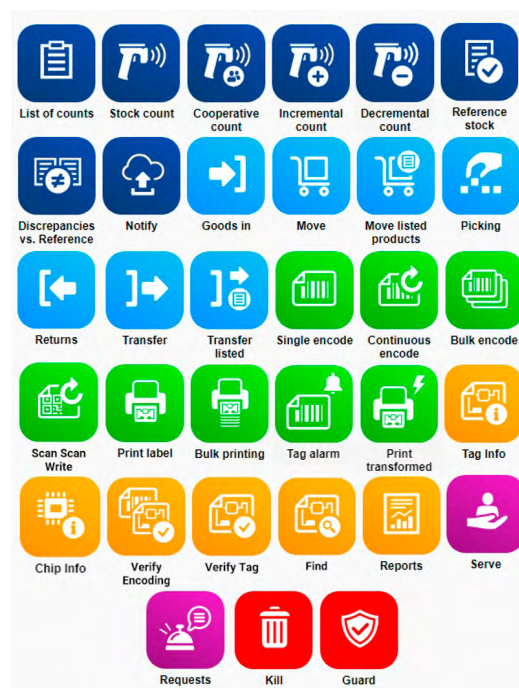 List of counts
Stock count
Cooperative
count
Incremental
count
Decremental
count
Reference
stock
Discrepancies
vs. Reference
Notify
Goods in
Move
Move listed
products
Picking
Returns
Transfer
Transfer
listed
Single encode
Continuous
encode
Bulk encode
Scan Scan
Write
Print label
Bulk printing
Tag alarm
Print
transformed
Tag Info
Chip Info
Verify
Encoding
Verify Tag
Find
Reports
Serve
Requests
Kill
Guard